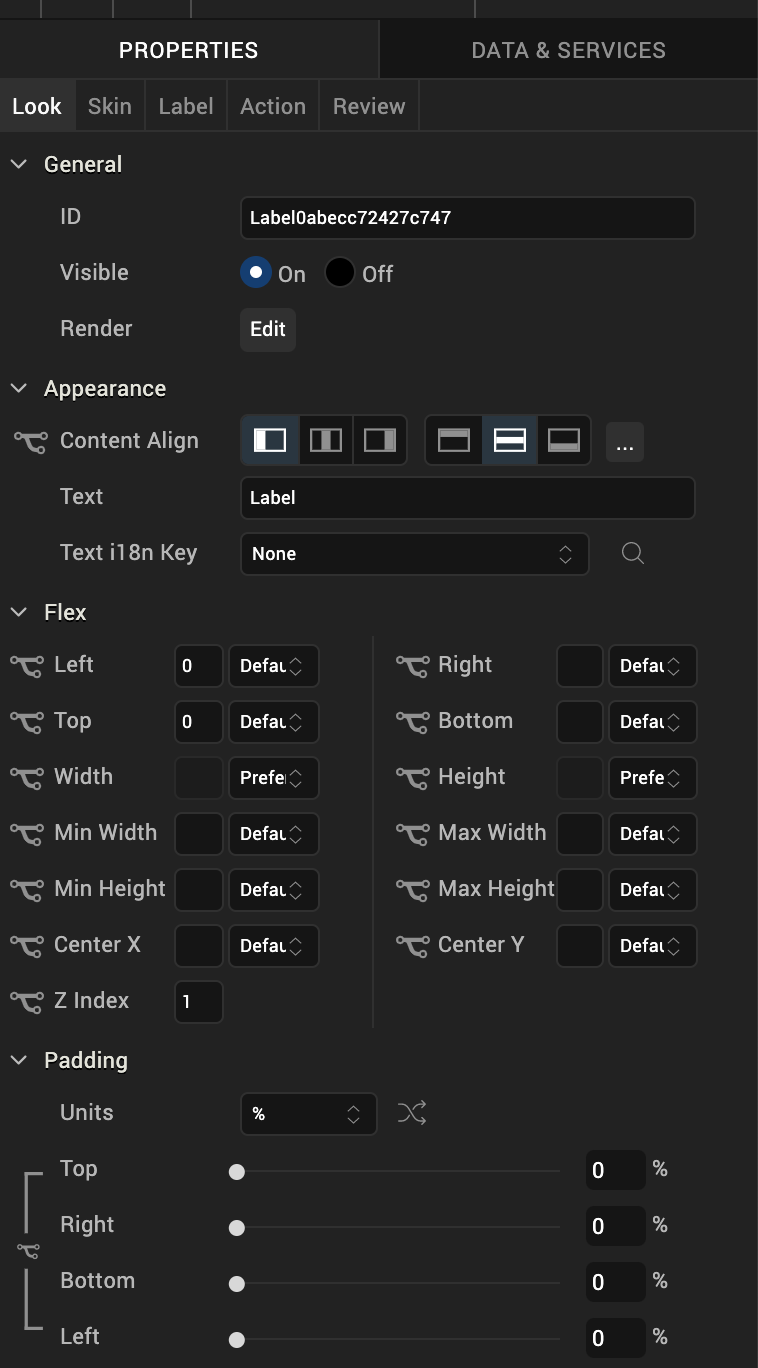 PROPERTIES DATA & SERVICES
Look Skin Label Action Review
General
ID Label0abecc72427c747
Visible On Off
Render Edit
Appearance
Content Align ...
Text Label
Text i18n Key None
Flex
Left 0 Defau Right Defau
Top 0 Defau Bottom Defau
Width Prefe Height Prefe
Min Width Defau Max Width Defau
Min Height Defau Max Height Defau
Center X Defau Center Y Defau
Z Index 1
Padding
Units %
Top 0 %
Right 0 %
Bottom 0 %
Left 0 %